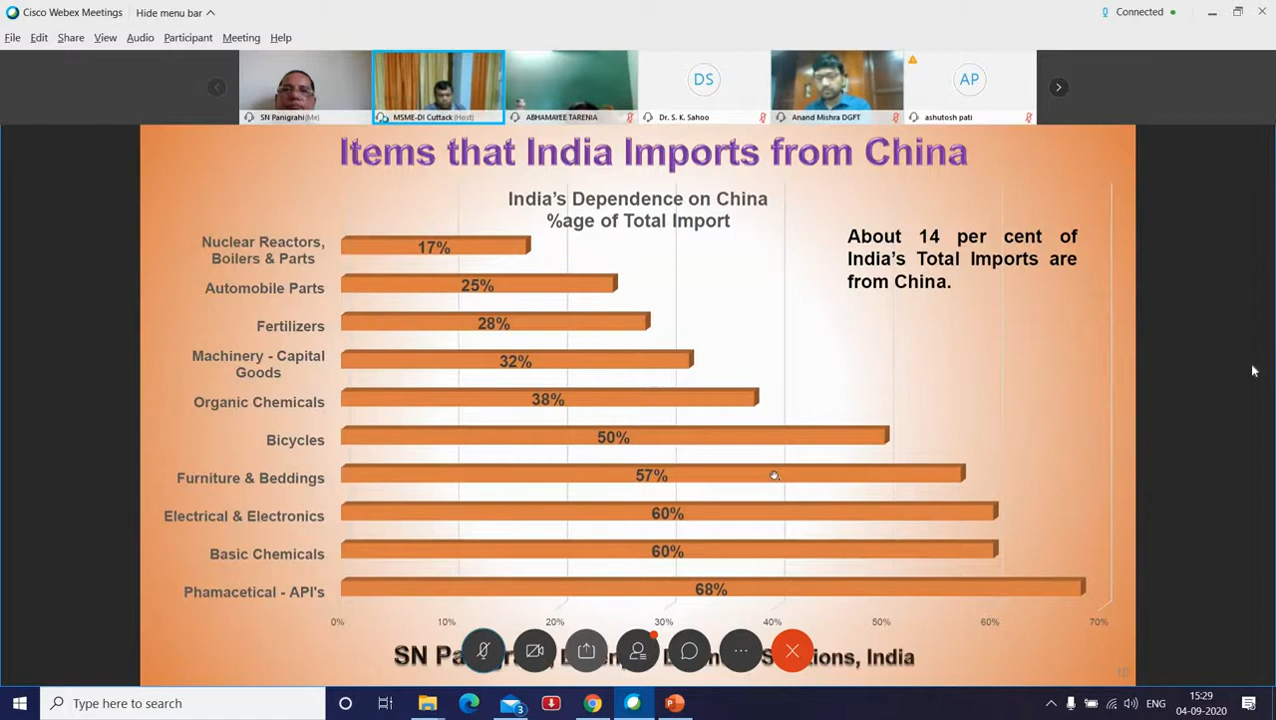 Cisco Webex Meetings
Hide menu bar
Connected
File Edit Share View Audio Participant Meeting Help
DS
AP
SN Panigrahi(Me)
MSME-DI Cuttack(Host)
ABHAMAYEE TARENIA
Dr. S. K. Sahoo
Anand Mishra DGFT
ashutosh pati
Items that India Imports from China
India's Dependence on China
%age of Total Import
About 14 per cent of
India's Total Imports are
from China.
Nuclear Reactors,
Boilers & Parts
17%
Automobile Parts
25%
Fertilizers
28%
Machinery - Capital
Goods
32%
Organic Chemicals
38%
Bicycles
50%
Furniture & Beddings
57%
Electrical & Electronics
60%
Basic Chemicals
60%
Phamacetical - API's
68%
0% 10% 20% 30% 40% 50% 60% 70%
SN India
Type here to search
3
ENG
15:29
04-09-2020